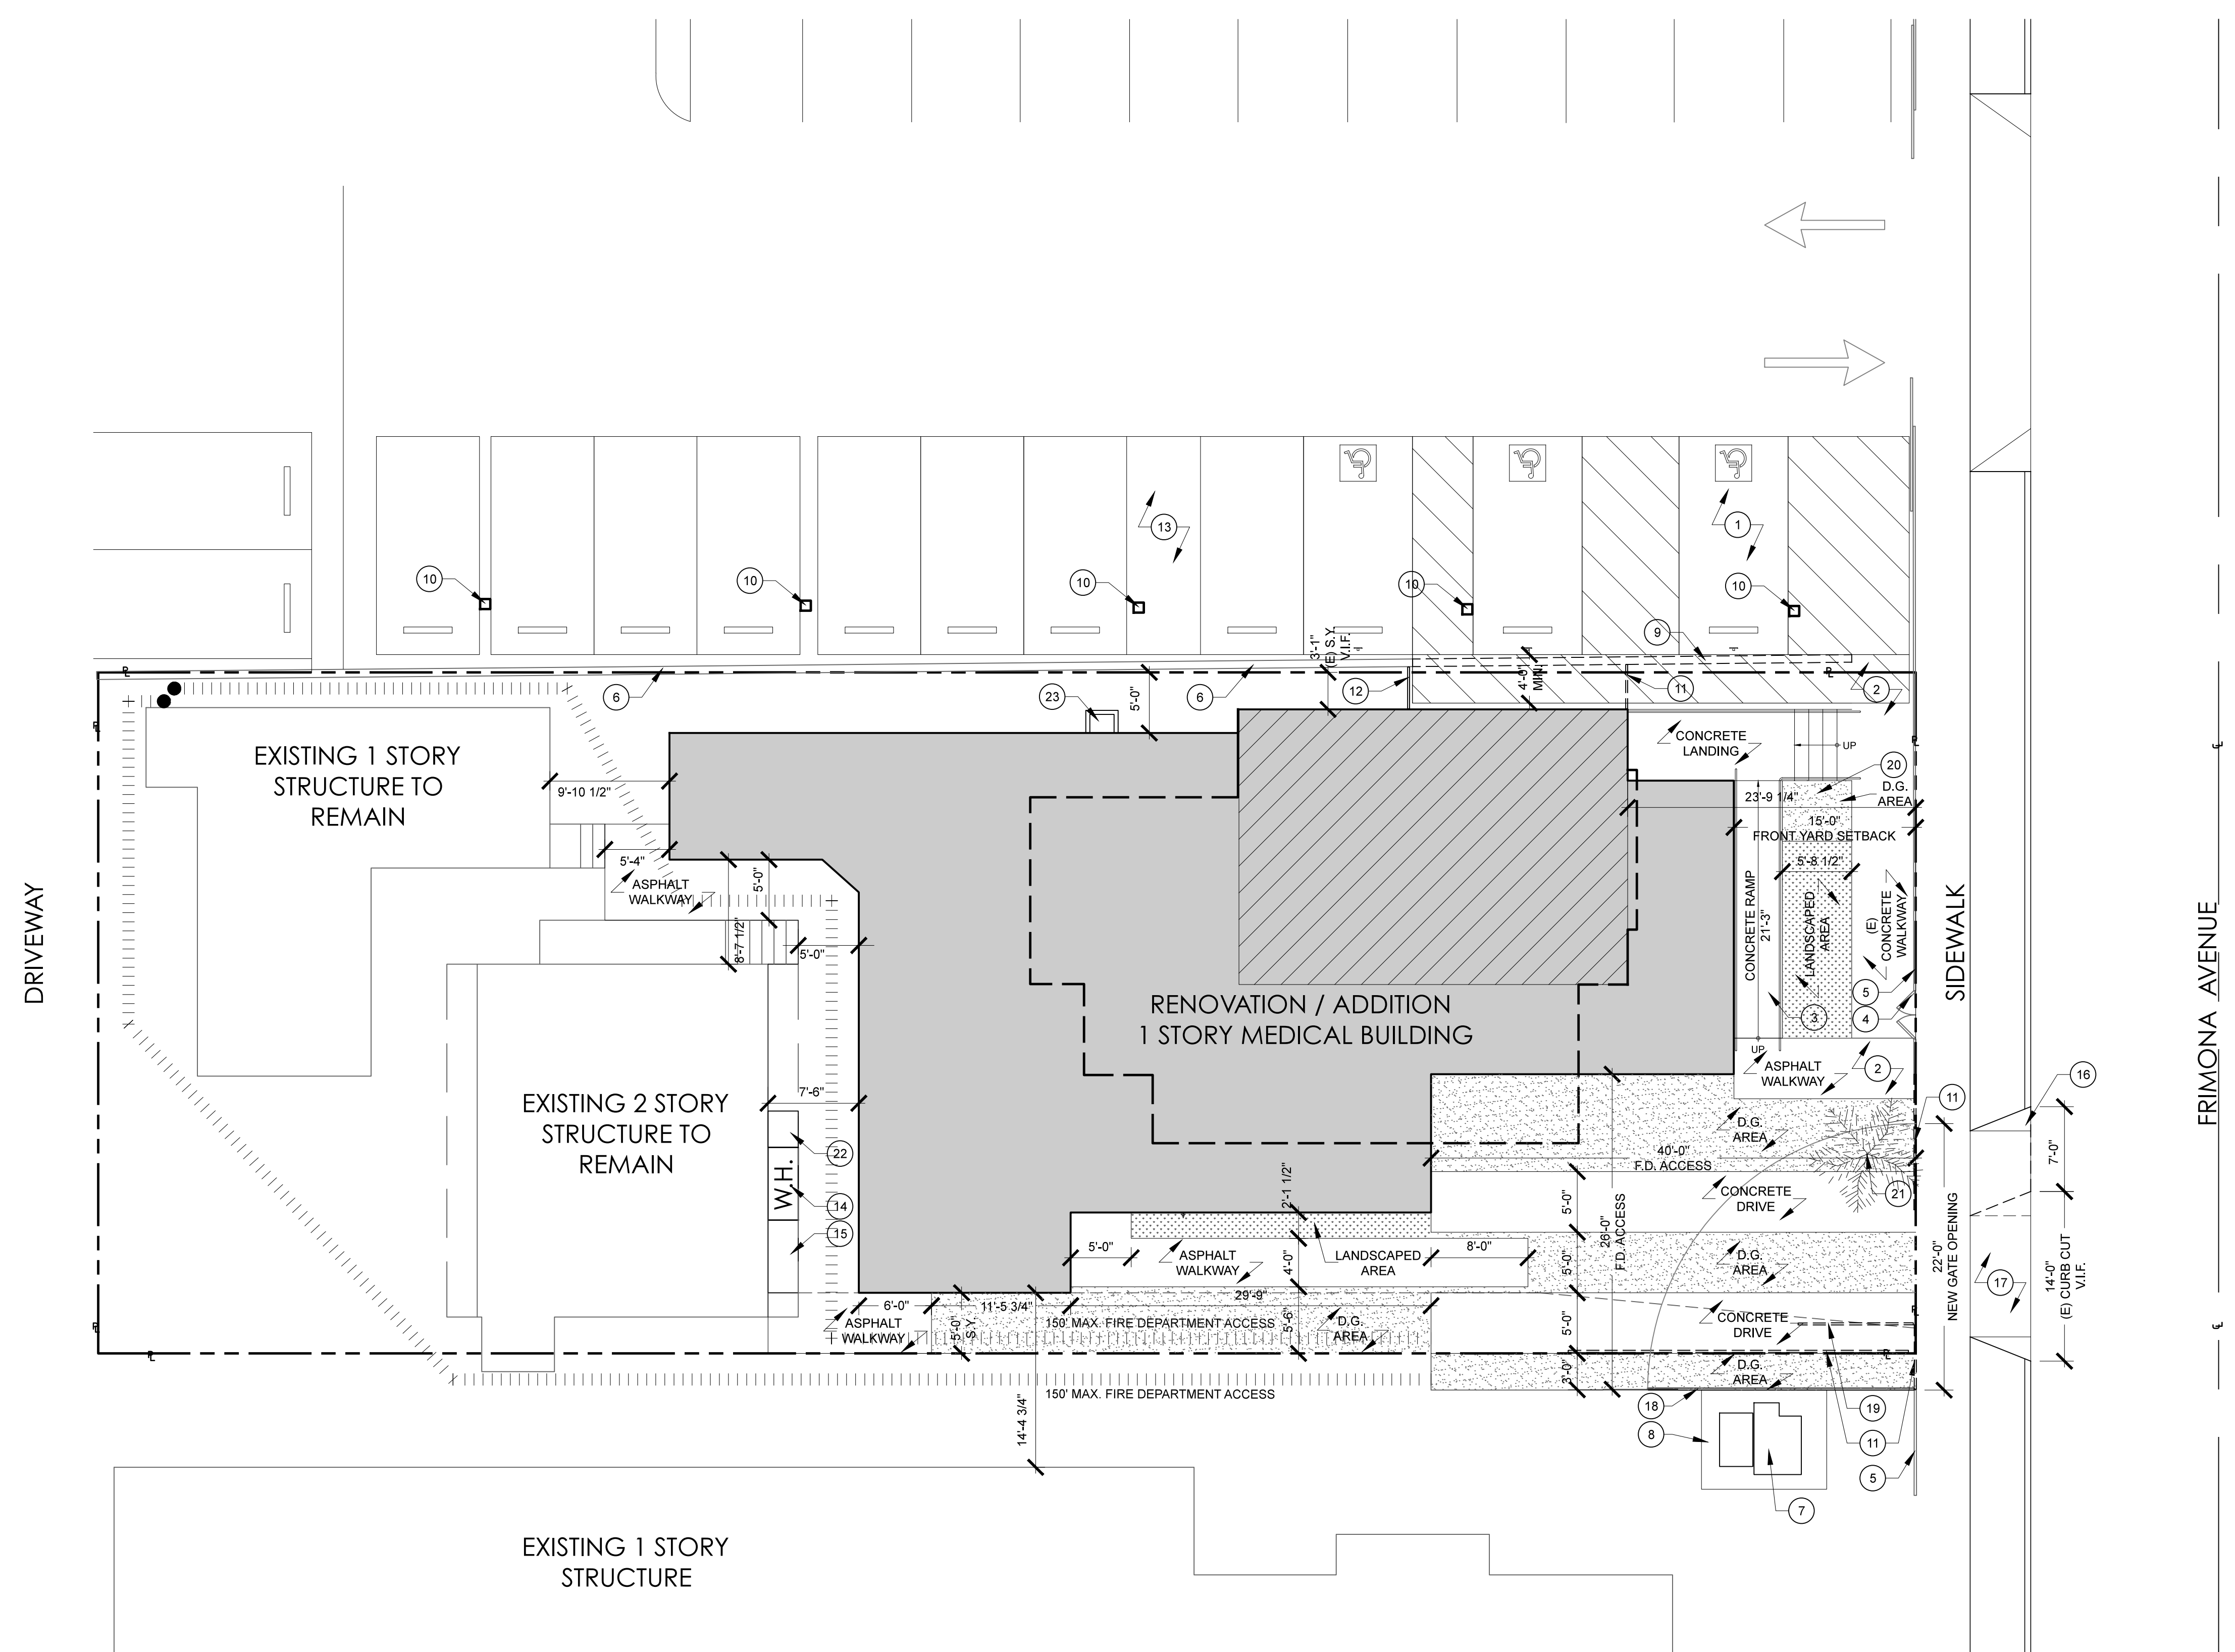 13
1
10
10
10
10
10
9
3'-1"
(E) S.Y.
V.I.F.
4'-0"
MIN.
6
23
5'-0"
6
12
11
2
CONCRETE
LANDING
UP
20
D.G.
AREA
23'-9 1/4"
15'-0"
FRONT YARD SETBACK
5'-8 1/2"
EXISTING 1 STORY
STRUCTURE TO
REMAIN
9'-10 1/2"
5'-4"
ASPHALT
WALKWAY
5'-0"
8'-7 1/2"
5'-0"
CONCRETE RAMP
21'-3"
LANDSCAPED
AREA
(E)
CONCRETE
WALKWAY
DRIVEWAY
SIDEWALK
FRIMONA AVENUE
RENOVATION / ADDITION
1 STORY MEDICAL BUILDING
5
3
4
UP
ASPHALT
WALKWAY
2
16
11
EXISTING 2 STORY
STRUCTURE TO
REMAIN
7'-6"
22
W.H.
14
15
D.G.
AREA
40'-0"
F.D. ACCESS
CONCRETE
DRIVE
21
7'-0"
22'-0"
NEW GATE OPENING
14'-0"
(E) CURB CUT
V.I.F.
17
2'-1 1/2"
5'-0"
26'-0"
F.D. ACCESS
5'-0"
ASPHALT
WALKWAY
4'-0"
LANDSCAPED
AREA
8'-0"
5'-0"
D.G.
AREA
6'-0"
11'-5 3/4"
29'-9"
ASPHALT
WALKWAY
5'-0"
S.Y.
150' MAX. FIRE DEPARTMENT ACCESS
5'-6"
D.G.
AREA
5'-0"
CONCRETE
DRIVE
3'-0"
D.G.
AREA
150' MAX. FIRE DEPARTMENT ACCESS
14'-4 3/4"
18
19
8
11
5
7
EXISTING 1 STORY
STRUCTURE